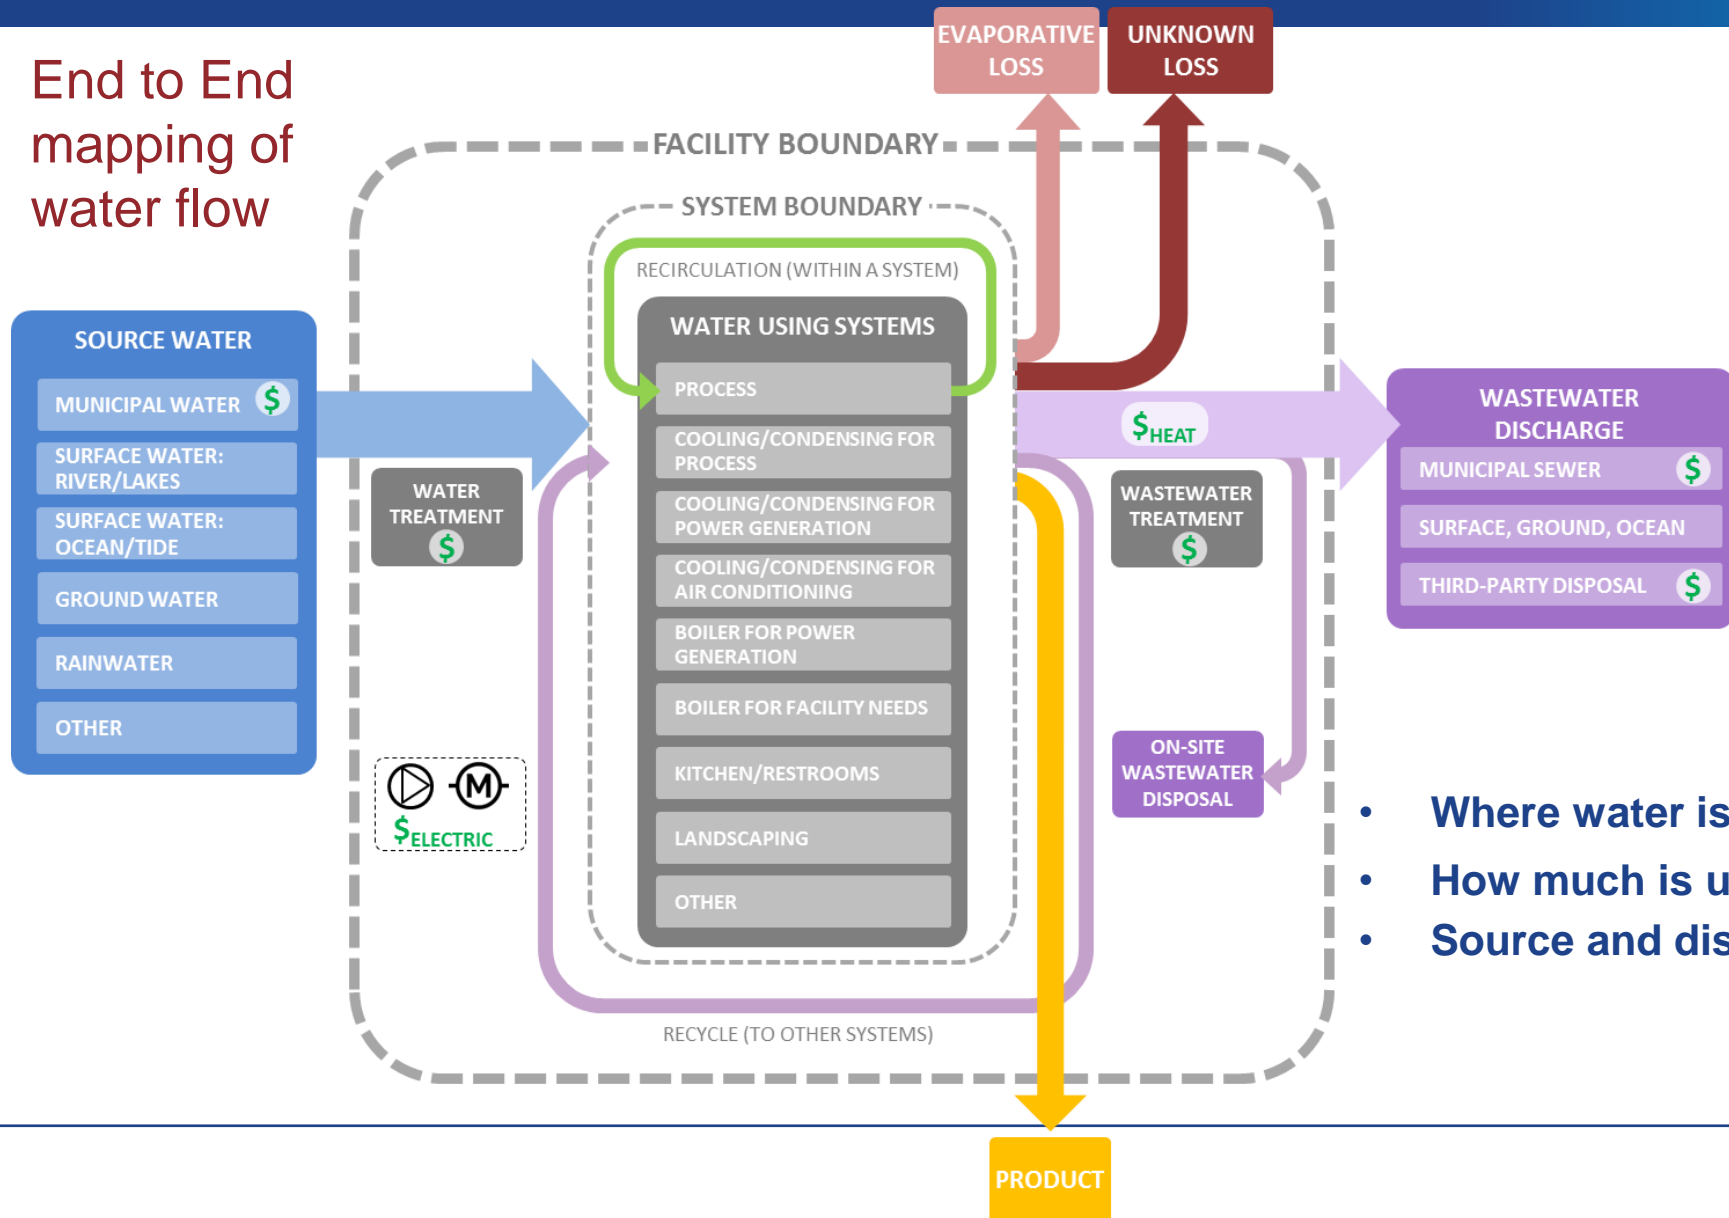 End to End
mapping of
water flow
EVAPORATIVE
LOSS
UNKNOWN
LOSS
FACILITY BOUNDARY
SYSTEM BOUNDARY
RECIRCULATION (WITHIN A SYSTEM)
SOURCE WATER
MUNICIPAL WATER $
SURFACE WATER:
RIVER/LAKES
SURFACE WATER:
OCEAN/TIDE
GROUND WATER
RAINWATER
OTHER
WATER
TREATMENT
$
M
$ELECTRIC
WATER USING SYSTEMS
PROCESS
COOLING/CONDENSING FOR
PROCESS
COOLING/CONDENSING FOR
POWER GENERATION
COOLING/CONDENSING FOR
AIR CONDITIONING
BOILER FOR POWER
GENERATION
BOILER FOR FACILITY NEEDS
KITCHEN/RESTROOMS
LANDSCAPING
OTHER
RECYCLE (TO OTHER SYSTEMS)
$HEAT
WASTEWATER
TREATMENT
$
ON-SITE
WASTEWATER
DISPOSAL
WASTEWATER
DISCHARGE
MUNICIPAL SEWER $
SURFACE, GROUND, OCEAN
THIRD-PARTY DISPOSAL $
• Where water is
• How much is u
• Source and dis
PRODUCT